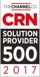 THE CHANNEL CO.
CRN
SOLUTION
PROVIDER
500
2017